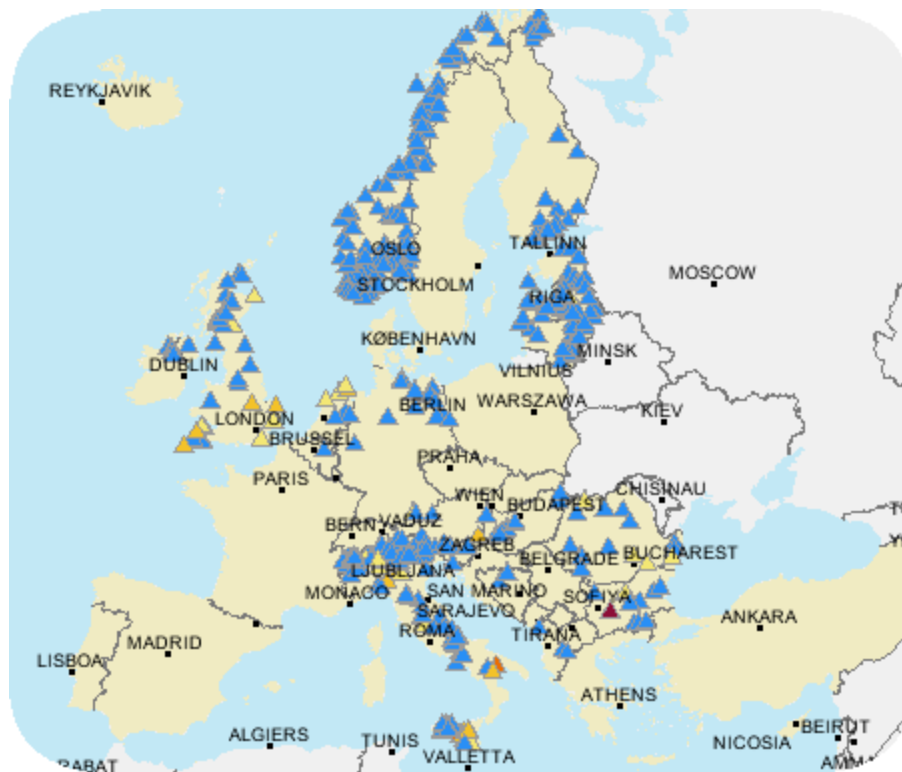 REYKJAVIK
OSLO
TALLINN
MOSCOW
STOCKHOLM
RIGA
KØBENHAVN
MINSK
DUBLIN
VILNIUS
BERLIN
WARSZAWA
KIEV
LONDON
BRUSSEL
PRAHA
PARIS
CHISINAU
WIEN
BUDAPEST
BERN
VADUZ
ZAGREB
BELGRADE
BUCHAREST
LJUBLJANA
MONACO
SAN MARINO
SOFIYA
SARAJEVO
ANKARA
ROMA
TIRANA
MADRID
LISBOA
ATHENS
ALGIERS
TUNIS
NICOSIA
BEIRUT
VALLETTA
RABAT
AMM